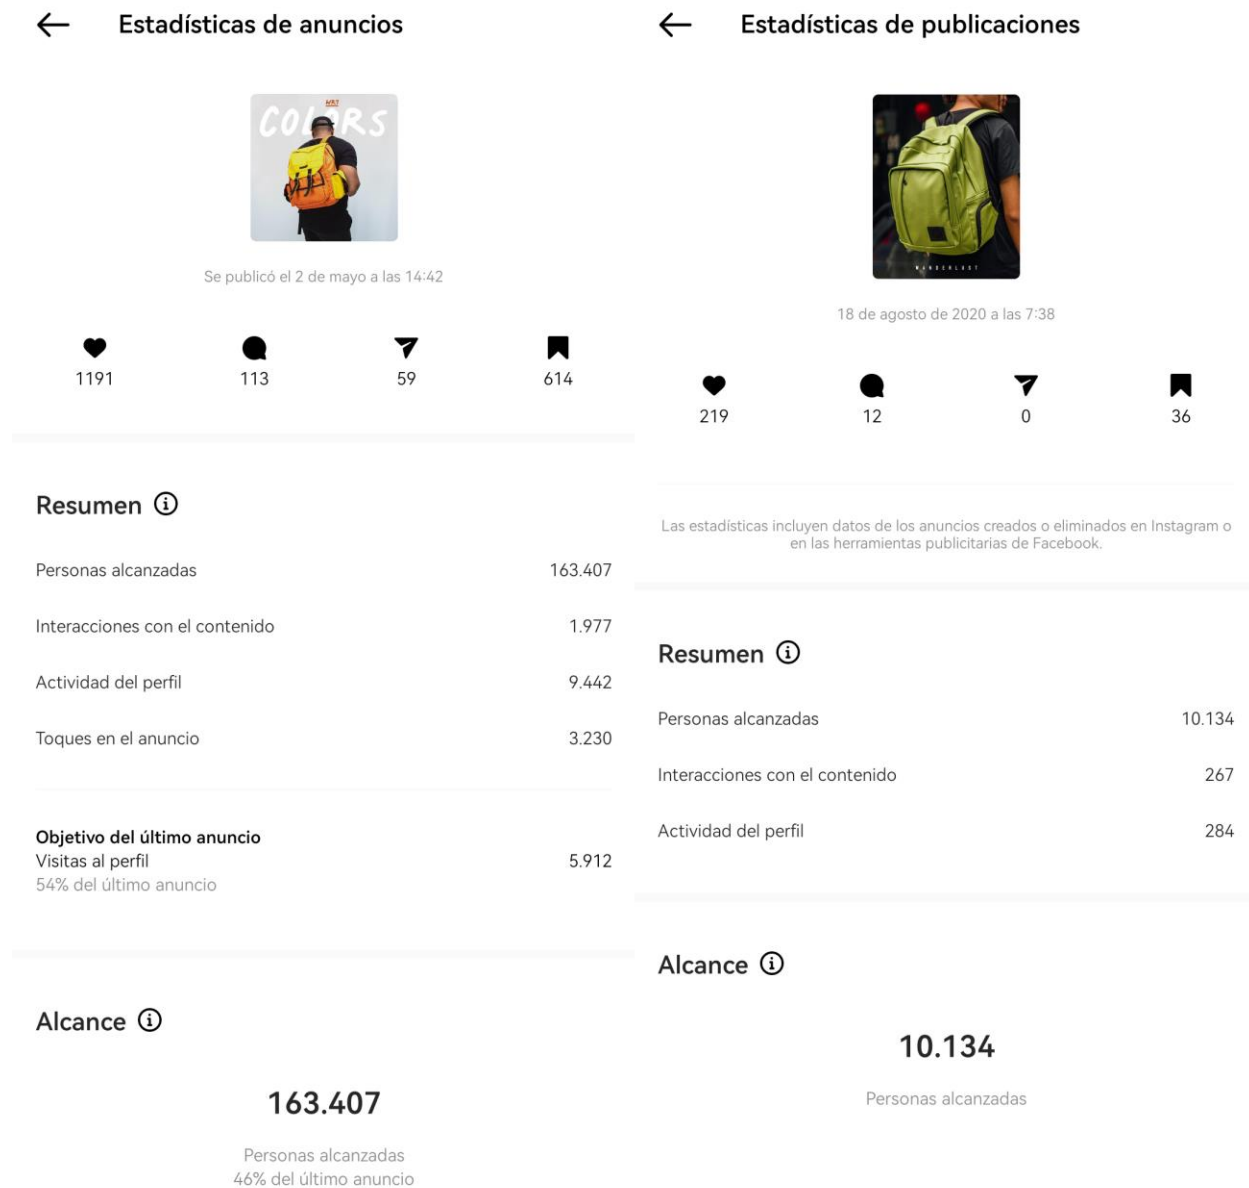 Estadísticas de anuncios
COLORS
Se publicó el 2 de mayo a las 14:42
1191
113
59
614
Resumen
Personas alcanzadas
163.407
Interacciones con el contenido
1.977
Actividad del perfil
9.442
Toques en el anuncio
3.230
Objetivo del último anuncio
Visitas al perfil
5.912
54% del último anuncio
Alcance
163.407
Personas alcanzadas
46% del último anuncio
Estadísticas de publicaciones
WANDERLUST
18 de agosto de 2020 a las 7:38
219
12
0
36
Las estadísticas incluyen datos de los anuncios creados o eliminados en Instagram o
en las herramientas publicitarias de Facebook.
Resumen
Personas alcanzadas
10.134
Interacciones con el contenido
267
Actividad del perfil
284
Alcance
10.134
Personas alcanzadas